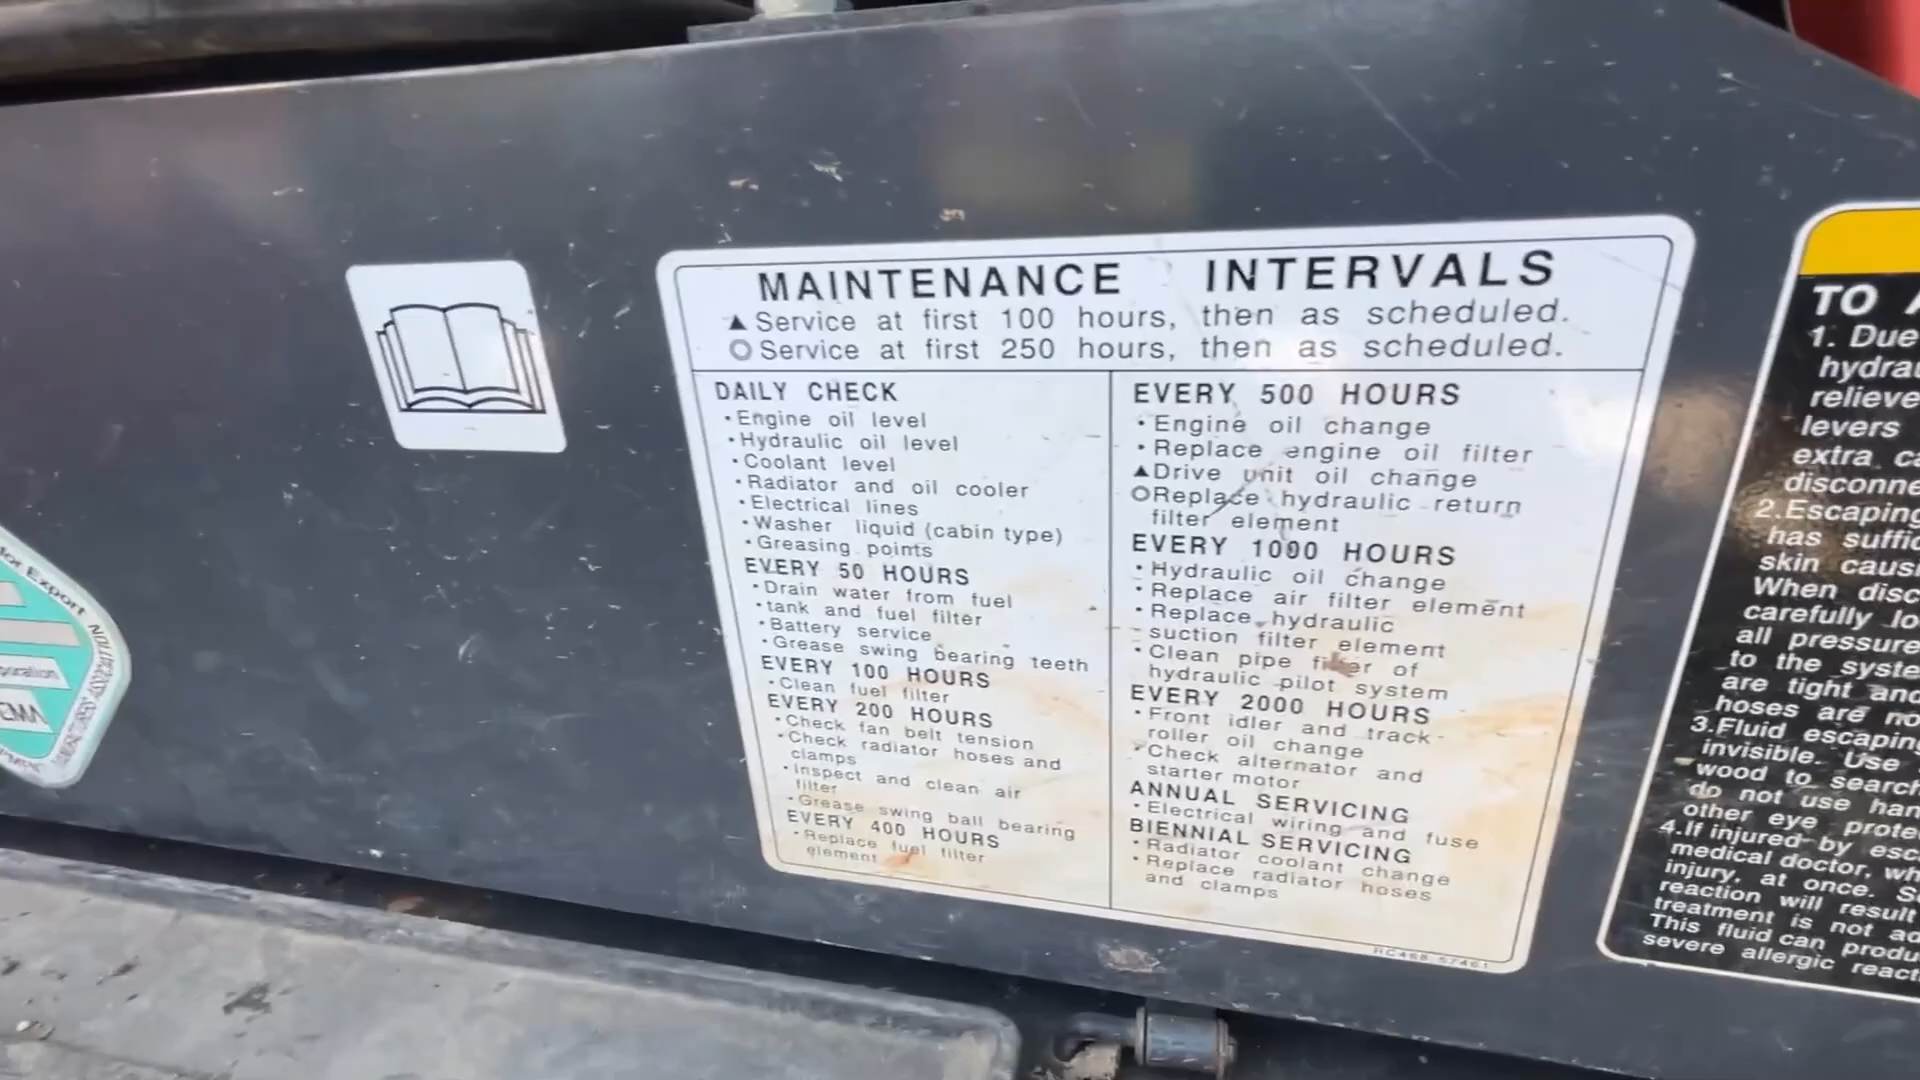 MAINTENANCE INTERVALS
▲ Service at first 100 hours, then as scheduled.
○ Service at first 250 hours, then as scheduled.
DAILY CHECK
・Engine oil level
・Hydraulic oil level
・Coolant level
・Radiator and oil cooler
・Electrical lines
・Washer liquid (cabin type)
・Greasing points
EVERY 50 HOURS
・Drain water from fuel
・tank and fuel filter
・Battery service
・Grease swing bearing teeth
EVERY 100 HOURS
・Clean fuel filter
EVERY 200 HOURS
・Check fan belt tension
・Check radiator hoses and
clamps
・Inspect and clean air
filter
・Grease swing ball bearing
EVERY 400 HOURS
・Replace fuel filter
element
EVERY 500 HOURS
・Engine oil change
・Replace engine oil filter
▲Drive unit oil change
○Replace hydraulic return
filter element
EVERY 1000 HOURS
・Hydraulic oil change
・Replace air filter element
・Replace hydraulic
suction filter element
・Clean pipe filter of
hydraulic pilot system
EVERY 2000 HOURS
・Front idler and track
roller oil change
・Check alternator and
starter motor
ANNUAL SERVICING
・Electrical wiring and fuse
BIENNIAL SERVICING
・Radiator coolant change
・Replace radiator hoses
and clamps
TO
1. Due
hydrau
relieve
levers
extra
disconne
2.Escaping
has suffic
skin caus
When disc
carefully lo
all pressure
to the syste
are tight and
hoses are no
3.Fluid escaping
invisible. Use
wood to search
do not use han
other eye prote
4.If injured by esc
medical doctor, wh
injury, at once. S
reaction will result
treatment is not ad
This fluid can produ
severe allergic react
for Export